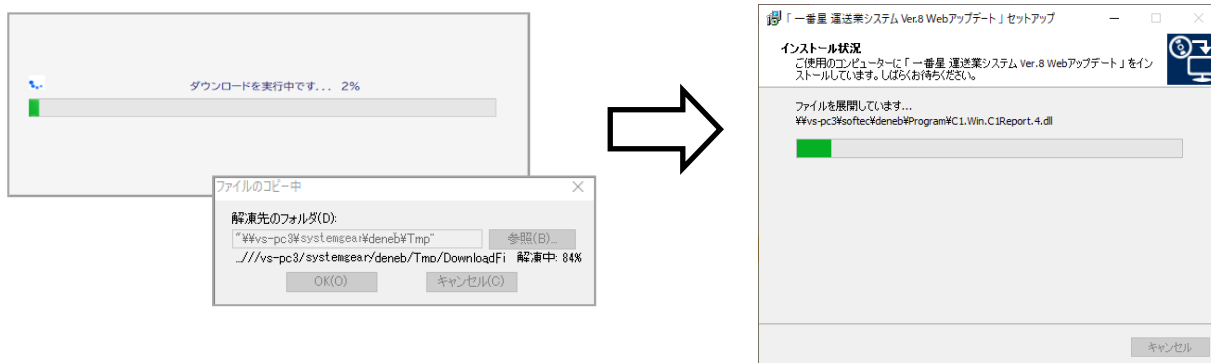 ダウンロードを実行中です... 2%
ファイルのコピー中
解凍先のフォルダ(D):
"¥¥vs-pc3¥systemgear¥deneb¥Tmp"
参照(B)...
..///vs-pc3/systemgear/deneb/Tmp/DownloadFi 解凍中: 84%
OK(O)
キャンセル(C)
「 一番星 運送業システム Ver.8 Webアップデート 」 セットアップ
インストール状況
ご使用のコンピューターに「 一番星 運送業システム Ver.8 Webアップデート 」をイン
ストールしています。しばらくお待ちください。
ファイルを展開しています...
¥¥vs-pc3¥softec¥deneb¥Program¥C1.Win.C1Report.4.dll
キャンセル